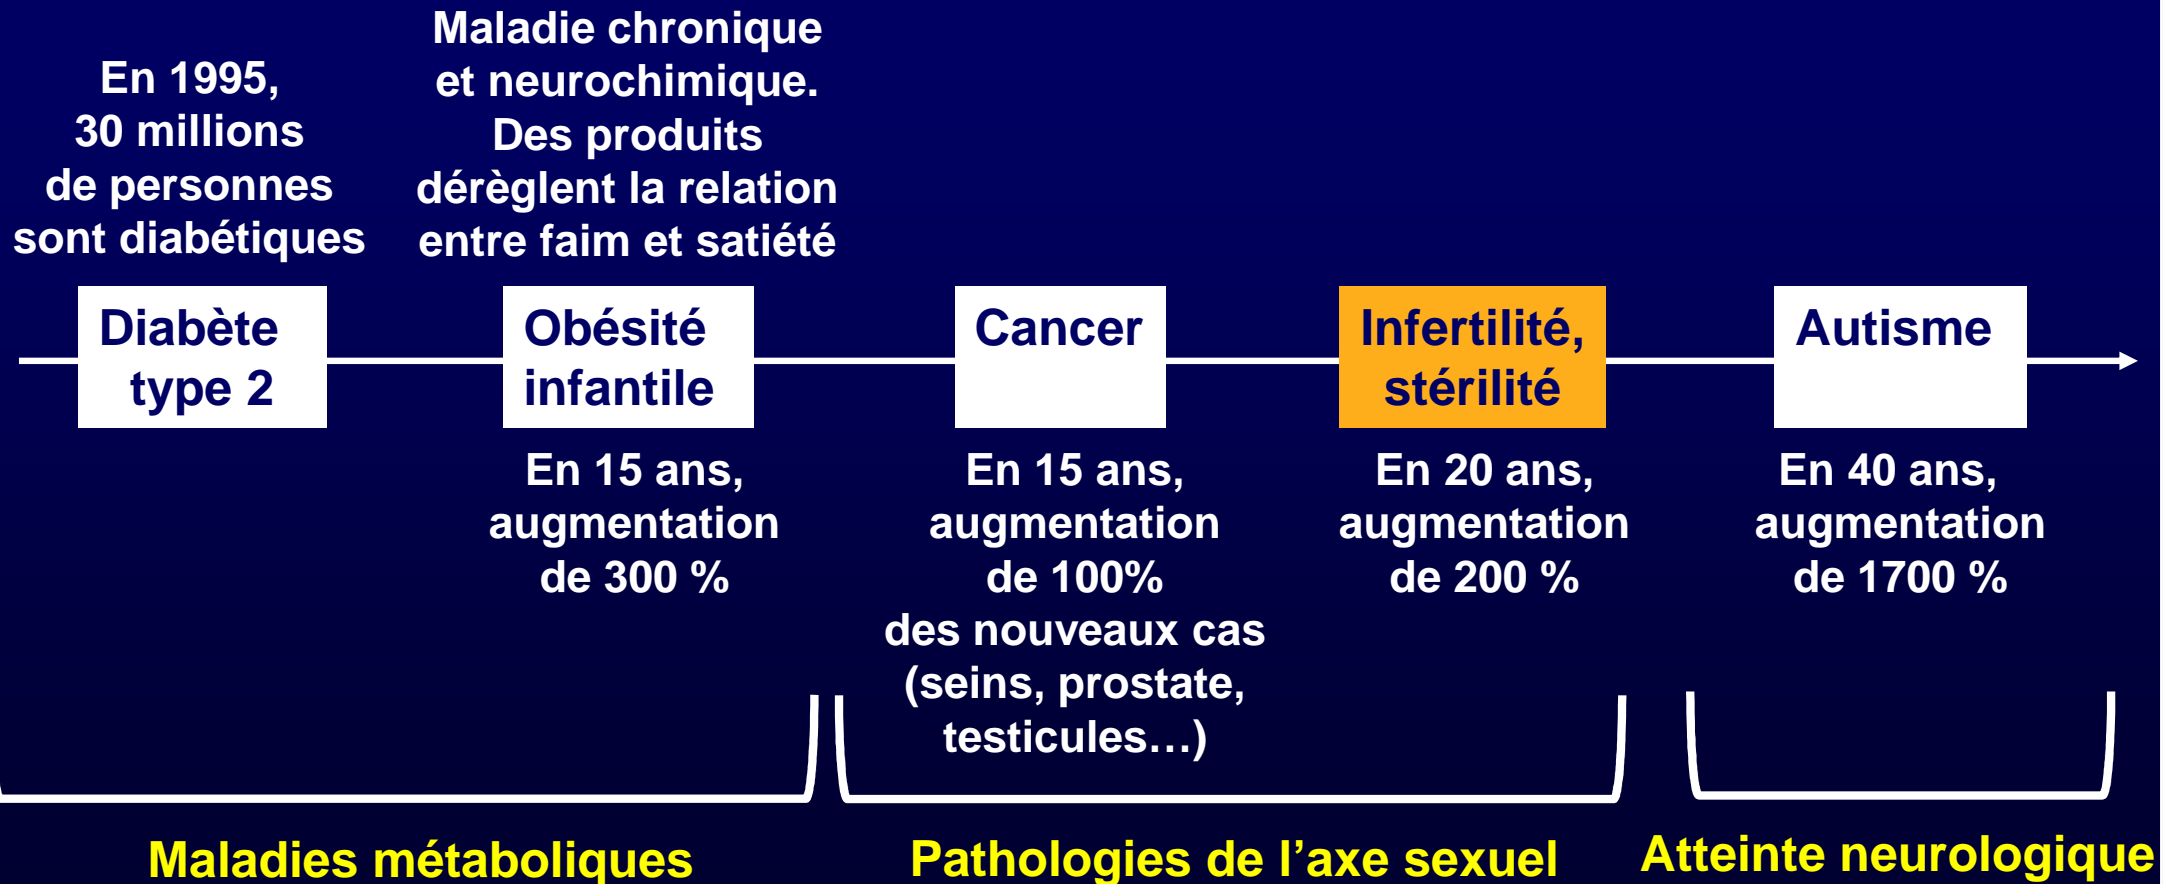 En 1995,
30 millions
de personnes
sont diabétiques
Maladie chronique
et neurochimique.
Des produits
dérèglent la relation
entre faim et satiété
Diabète
type 2
Obésité
infantile
Cancer
Infertilité,
stérilité
Autisme
En 15 ans,
augmentation
de 300 %
En 15 ans,
augmentation
de 100%
des nouveaux cas
(seins, prostate,
testicules…)
En 20 ans,
augmentation
de 200 %
En 40 ans,
augmentation
de 1700 %
Maladies métaboliques
Pathologies de l’axe sexuel
Atteinte neurologique